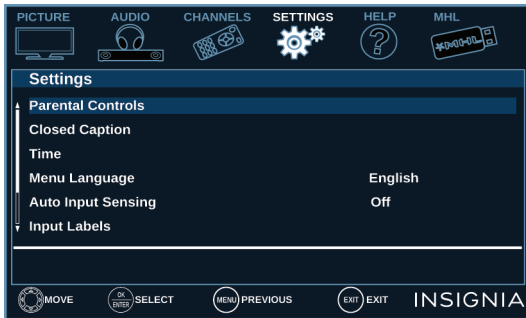 PICTURE AUDIO CHANNELS SETTINGS HELP MHL
MHL
Settings
Parental Controls
Closed Caption
Time
Menu Language English
Auto Input Sensing Off
Input Labels
MOVE OK ENTER SELECT MENU PREVIOUS EXIT EXIT INSIGNIA